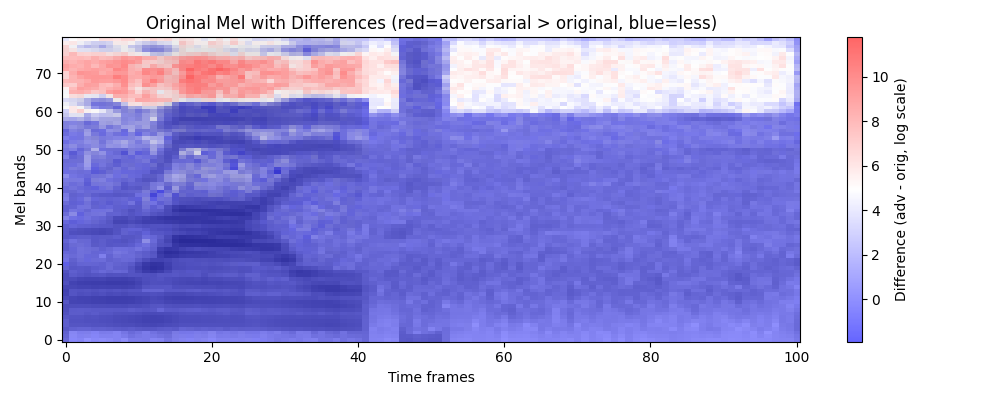 Original Mel with Differences (red=adversarial > original, blue=less)
Mel bands
70
60
50
40
30
20
10
0
0 20 40 60 80 100
Time frames
10
8
6
4
2
0
Difference (adv - orig, log scale)